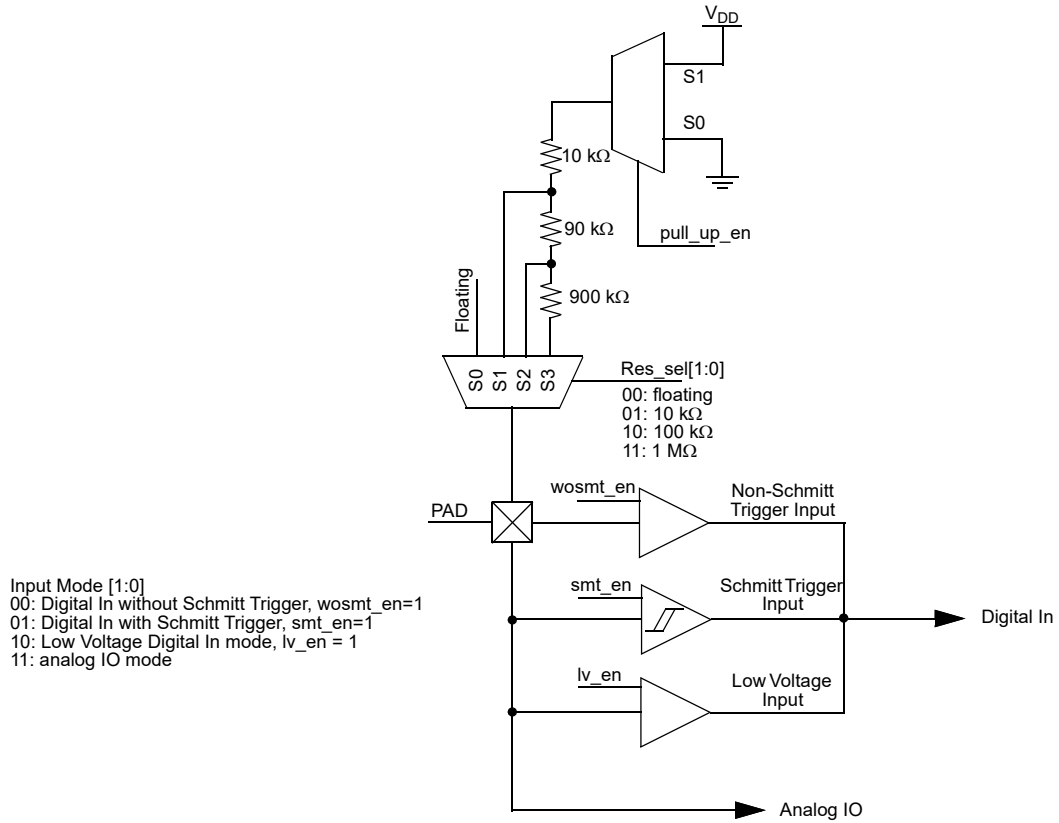 VDD
S1
S0
10 kΩ
90 kΩ
pull_up_en
900 kΩ
Floating
S0
S1
S2
S3
Res_sel[1:0]
00: floating
01: 10 kΩ
10: 100 kΩ
11: 1 MΩ
wosmt_en
Non-Schmitt
Trigger Input
PAD
Input Mode [1:0]
00: Digital In without Schmitt Trigger, wosmt_en=1
01: Digital In with Schmitt Trigger, smt_en=1
10: Low Voltage Digital In mode, lv_en = 1
11: analog IO mode
smt_en
Schmitt Trigger
Input
Digital In
lv_en
Low Voltage
Input
Analog IO